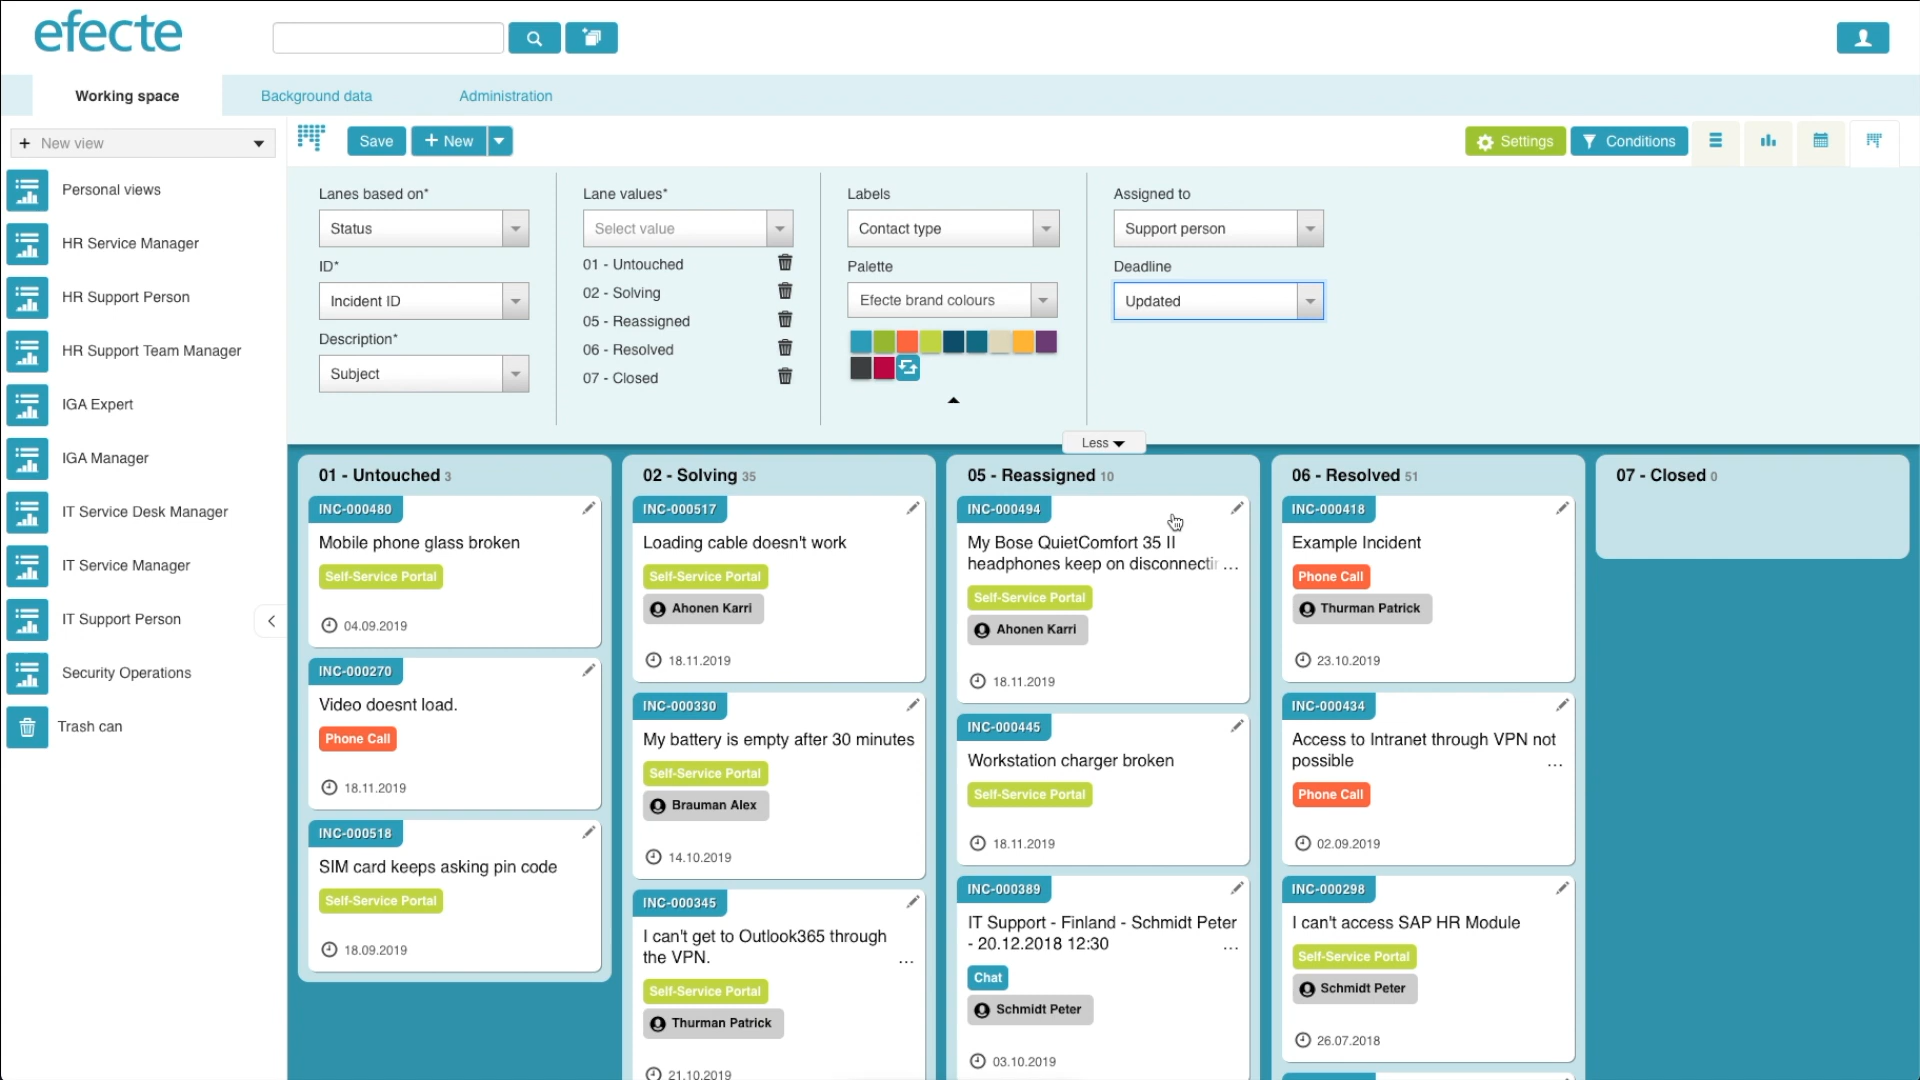 efecte
Working space
Background data
Administration
+ New view
Personal views
HR Service Manager
HR Support Person
HR Support Team Manager
IGA Expert
IGA Manager
IT Service Desk Manager
IT Service Manager
IT Support Person
Security Operations
Trash can
Save
+ New
Settings
Conditions
Lanes based on*
Status
ID*
Incident ID
Description*
Subject
Lane values*
Select value
01 - Untouched
02 - Solving
05 - Reassigned
06 - Resolved
07 - Closed
Labels
Contact type
Palette
Efecte brand colours
Assigned to
Support person
Deadline
Updated
Less
01 - Untouched 3
INC-000480
Mobile phone glass broken
Self-Service Portal
04.09.2019
INC-000270
Video doesnt load.
Phone Call
18.11.2019
INC-000518
SIM card keeps asking pin code
Self-Service Portal
18.09.2019
02 - Solving 35
INC-000517
Loading cable doesn't work
Self-Service Portal
Ahonen Karri
18.11.2019
INC-000330
My battery is empty after 30 minutes
Self-Service Portal
Brauman Alex
14.10.2019
INC-000345
I can't get to Outlook365 through
the VPN. ...
Self-Service Portal
Thurman Patrick
21.10.2019
05 - Reassigned 10
INC-000494
My Bose QuietComfort 35 II
headphones keep on disconnectin ...
Self-Service Portal
Ahonen Karri
18.11.2019
INC-000445
Workstation charger broken
Self-Service Portal
18.11.2019
INC-000389
IT Support - Finland - Schmidt Peter
- 20.12.2018 12:30 ...
Chat
Schmidt Peter
03.10.2019
06 - Resolved 51
INC-000418
Example Incident
Phone Call
Thurman Patrick
23.10.2019
INC-000434
Access to Intranet through VPN not
possible ...
Phone Call
02.09.2019
INC-000298
I can't access SAP HR Module
Self-Service Portal
Schmidt Peter
26.07.2018
07 - Closed 0